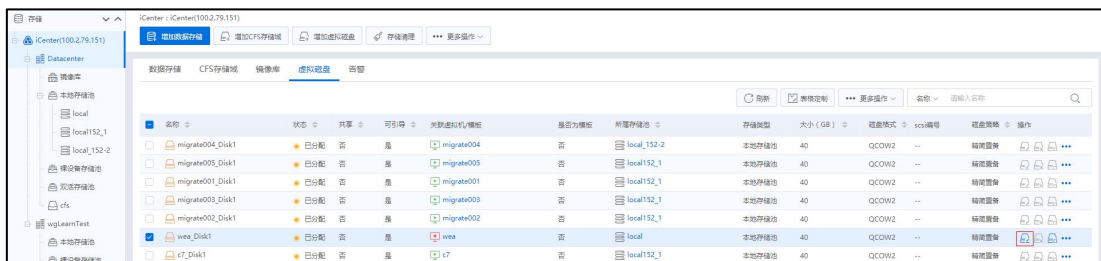 存储
iCenter(100.2.79.151)
Datacenter
镜像库
本地存储池
local
local152_1
local_152-2
裸设备存储池
双活存储池
cfs
wgLearnTest
本地存储池
裸设备存储池
iCenter : iCenter(100.2.79.151)
增加数据存储 增加CFS存储域 增加虚拟磁盘 存储清理 ••• 更多操作
数据存储 CFS存储域 镜像库 虚拟磁盘 告警
刷新 表格定制 ••• 更多操作 名称 请输入名称
名称 状态 共享 可引导 关联虚拟机/模板 是否为模板 所属存储池 存储类型 大小（GB） 磁盘格式 scsi编号 磁盘策略 操作
migrate004_Disk1 已分配 否 是 migrate004 否 local_152-2 本地存储池 40 QCOW2 -- 精简置备 •••
migrate005_Disk1 已分配 否 是 migrate005 否 local152_1 本地存储池 40 QCOW2 -- 精简置备 •••
migrate001_Disk1 已分配 否 是 migrate001 否 local152_1 本地存储池 40 QCOW2 -- 精简置备 •••
migrate003_Disk1 已分配 否 是 migrate003 否 local152_1 本地存储池 40 QCOW2 -- 精简置备 •••
migrate002_Disk1 已分配 否 是 migrate002 否 local152_1 本地存储池 40 QCOW2 -- 精简置备 •••
wea_Disk1 已分配 否 是 wea 否 local 本地存储池 40 QCOW2 -- 精简置备 •••
c7_Disk1 已分配 否 是 c7 否 local152_1 本地存储池 40 QCOW2 -- 精简置备 •••